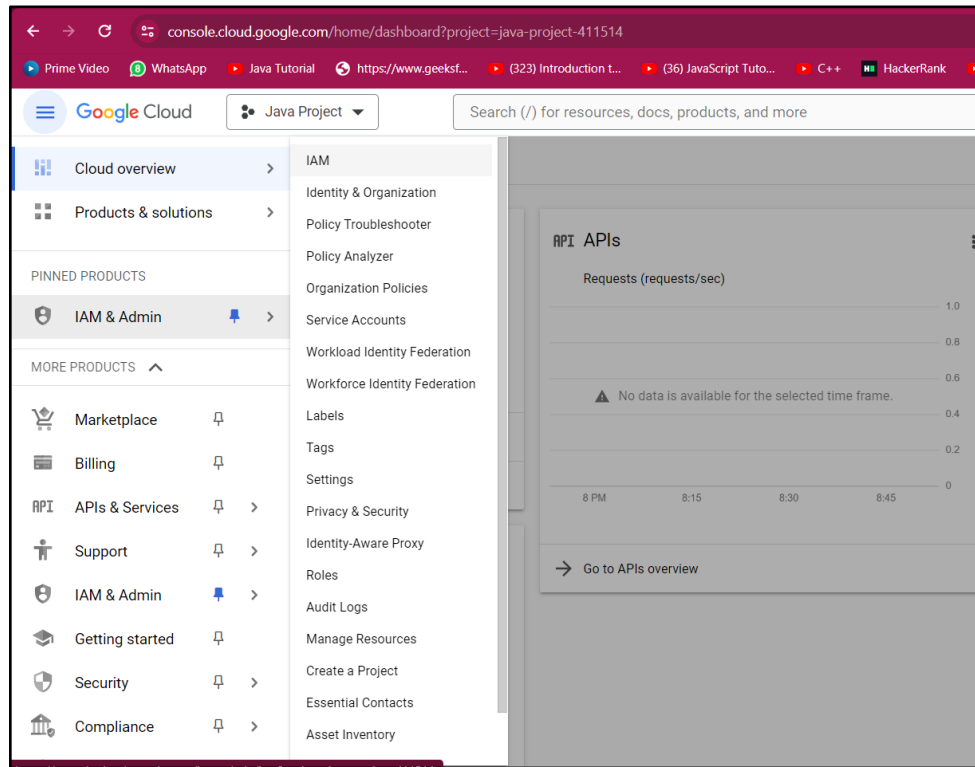 console.cloud.google.com/home/dashboard?project=java-project-411514
Prime Video WhatsApp Java Tutorial https://www.geeksf... (323) Introduction t... (36) JavaScript Tuto... C++ HackerRank
Google Cloud Java Project Search (/) for resources, docs, products, and more
Cloud overview
Products & solutions
PINNED PRODUCTS
IAM & Admin
MORE PRODUCTS
Marketplace
Billing
API APIs & Services
Support
IAM & Admin
Getting started
Security
Compliance
IAM
Identity & Organization
Policy Troubleshooter
Policy Analyzer
Organization Policies
Service Accounts
Workload Identity Federation
Workforce Identity Federation
Labels
Tags
Settings
Privacy & Security
Identity-Aware Proxy
Roles
Audit Logs
Manage Resources
Create a Project
Essential Contacts
Asset Inventory
API APIs
Requests (requests/sec)
1.0
0.8
0.6
No data is available for the selected time frame.
0.4
0.2
0
8 PM 8:15 8:30 8:45
Go to APIs overview